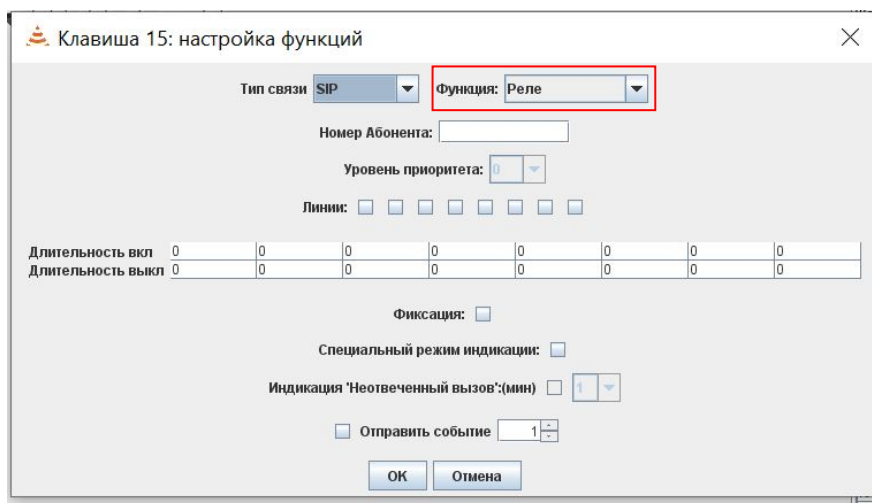 Клавиша 15: настройка функций
Тип связи SIP Функция: Реле
Номер Абонента:
Уровень приоритета: 0
Линии:
Длительность вкл 0 0 0 0 0 0 0 0
Длительность выкл 0 0 0 0 0 0 0 0
Фиксация:
Специальный режим индикации:
Индикация 'Неотвеченный вызов':(мин) 1
Отправить событие 1
OK Отмена